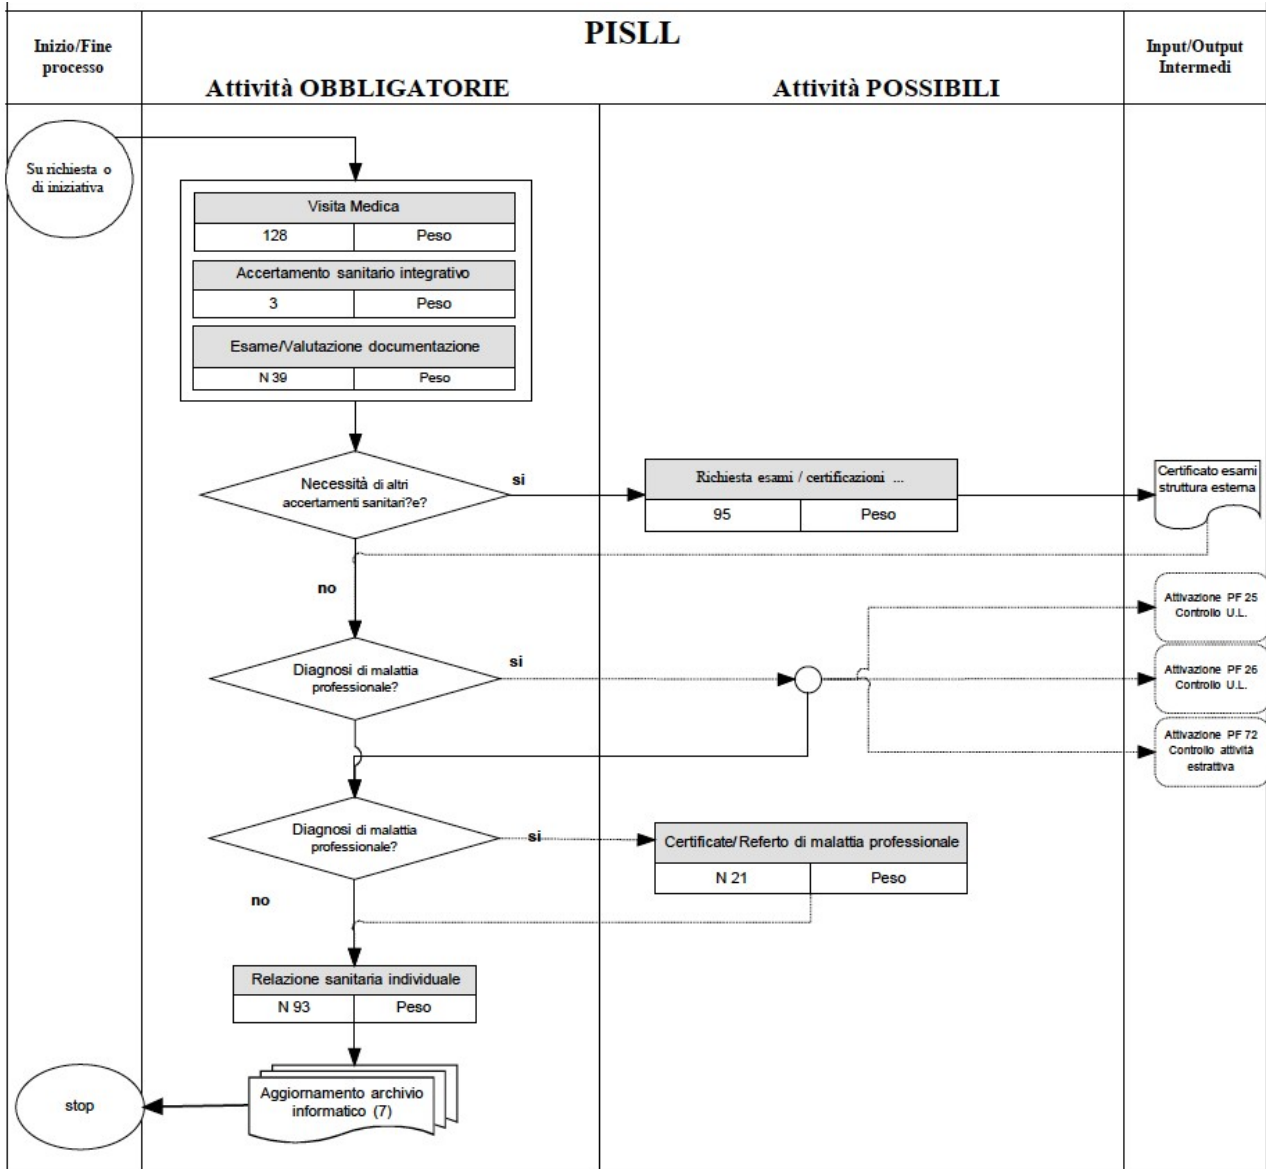 PISLL
Inizio/Fine
processo
Attività OBBLIGATORIE
Attività POSSIBILI
Input/Output
Intermedi
Su richiesta o
di iniziativa
Visita Medica
128
Peso
Accertamento sanitario integrativo
3
Peso
Esame/Valutazione documentazione
N 39
Peso
Necessità di altri
accertamenti sanitari?e?
si
Richiesta esami / certificazioni ...
95
Peso
Certificato esami
struttura esterna
no
Attivazione PF 25
Controllo U.L.
Diagnosi di malattia
professionale?
si
Attivazione PF 26
Controllo U.L.
Attivazione PF 72
Controllo attività
estrattiva
Diagnosi di malattia
professionale?
si
Certificate/Referto di malattia professionale
N 21
Peso
no
Relazione sanitaria individuale
N 93
Peso
Aggiornamento archivio
informatico (7)
stop